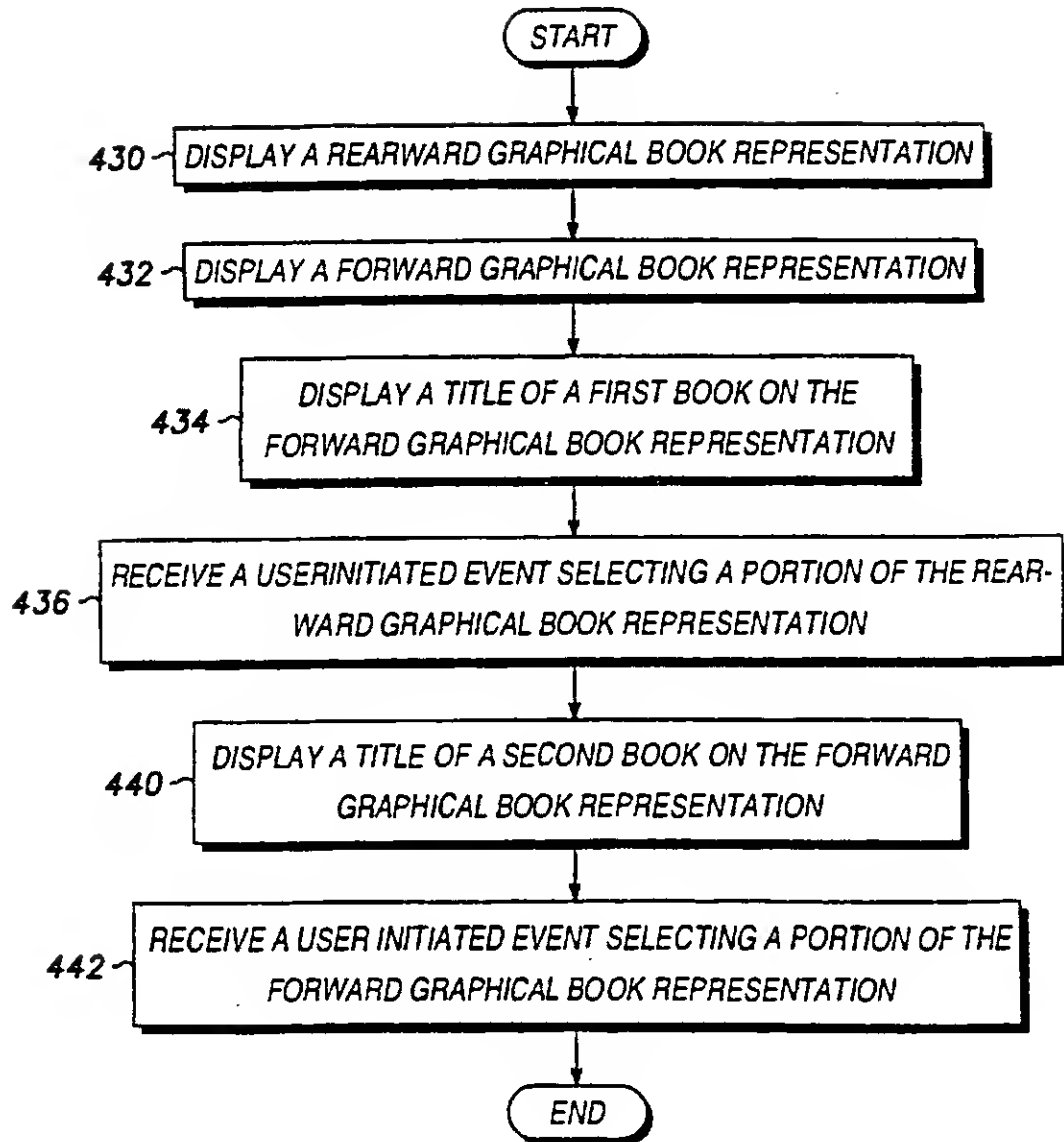 START
430 DISPLAY A REARWARD GRAPHICAL BOOK REPRESENTATION
432 DISPLAY A FORWARD GRAPHICAL BOOK REPRESENTATION
DISPLAY A TITLE OF A FIRST BOOK ON THE
434 FORWARD GRAPHICAL BOOK REPRESENTATION
RECEIVE A USERINITIATED EVENT SELECTING A PORTION OF THE REAR-
436 WARD GRAPHICAL BOOK REPRESENTATION
DISPLAY A TITLE OF A SECOND BOOK ON THE FORWARD
440 GRAPHICAL BOOK REPRESENTATION
RECEIVE A USER INITIATED EVENT SELECTING A PORTION OF THE
442 FORWARD GRAPHICAL BOOK REPRESENTATION
END